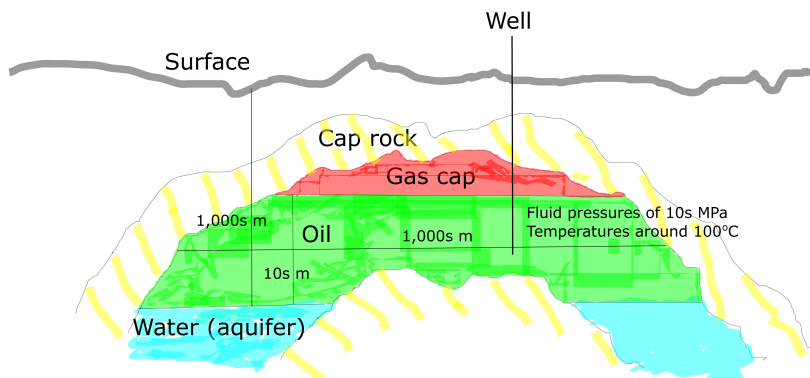 Well
Surface
Cap rock
Gas cap
1,000s m
Oil
1,000s m
Fluid pressures of 10s MPa
Temperatures around 100ºC
10s m
Water (aquifer)